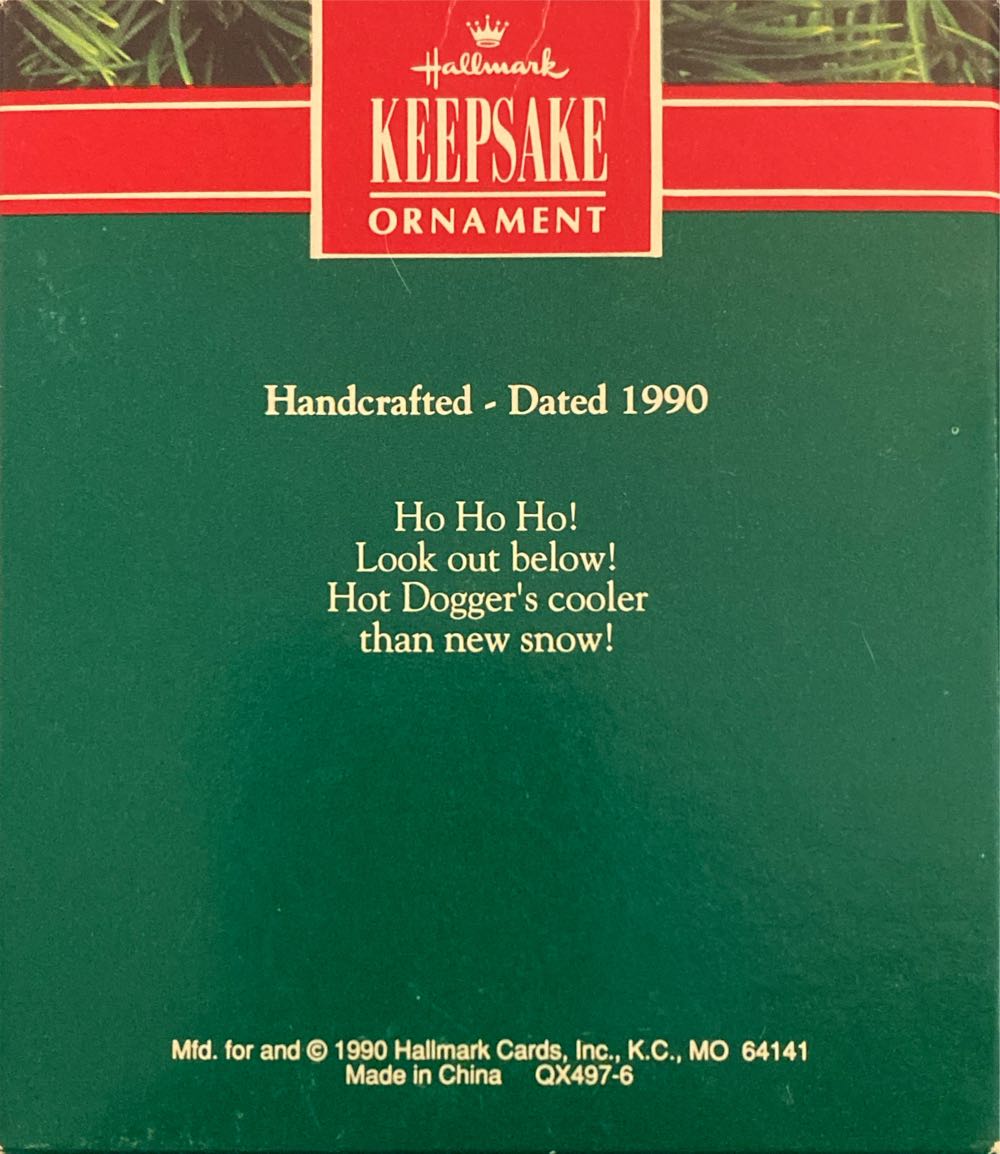 Hallmark
KEEPSAKE
ORNAMENT
Handcrafted - Dated 1990
Ho Ho Ho!
Look out below!
Hot Dogger's cooler
than new snow!
Mfd. for and © 1990 Hallmark Cards, Inc., K.C., MO 64141
Made in China QX497-6